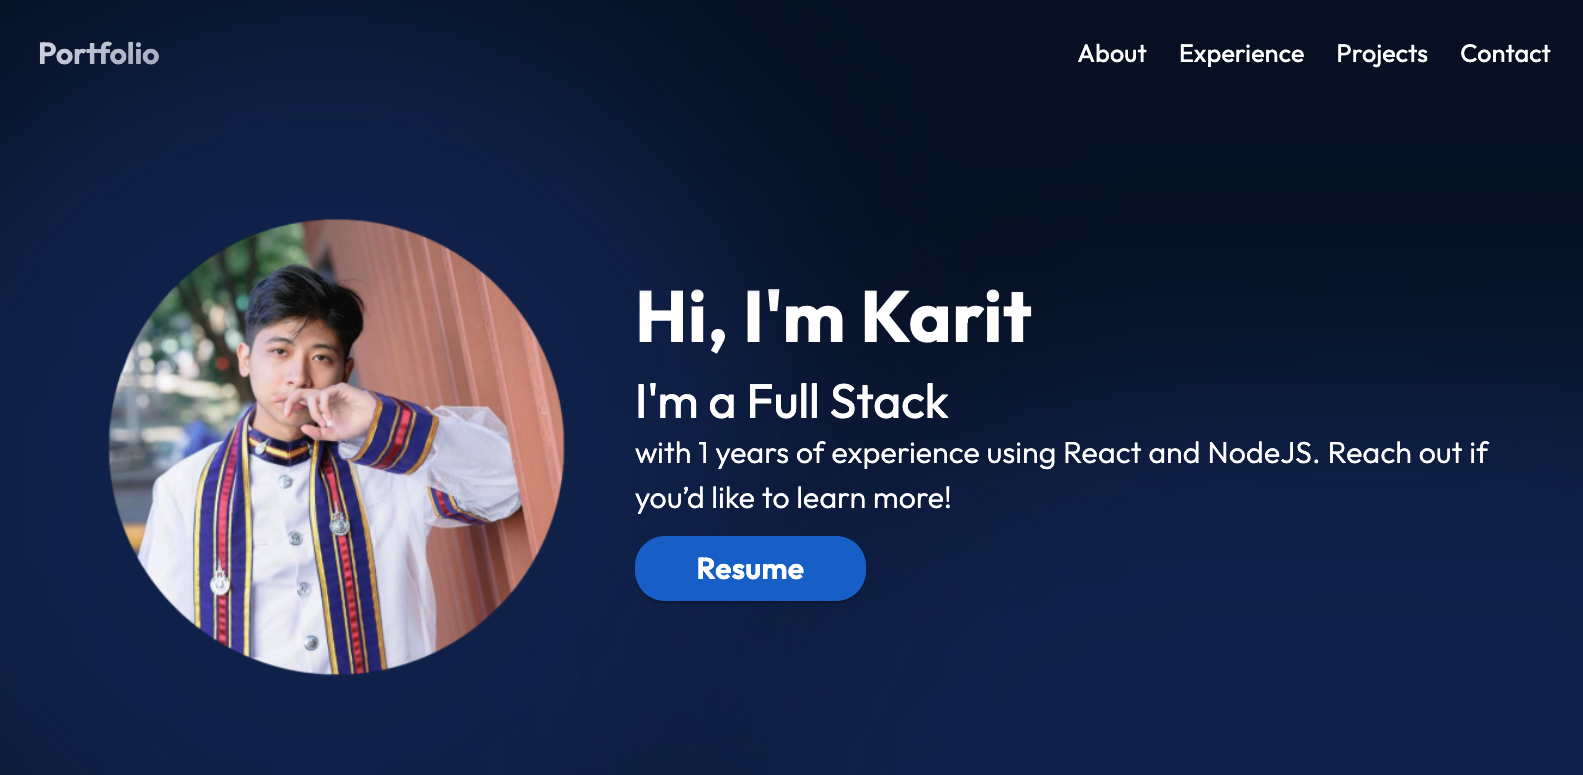 Portfolio
About Experience Projects Contact
Hi, I'm Karit
I'm a Full Stack
with 1 years of experience using React and NodeJS. Reach out if
you’d like to learn more!
Resume